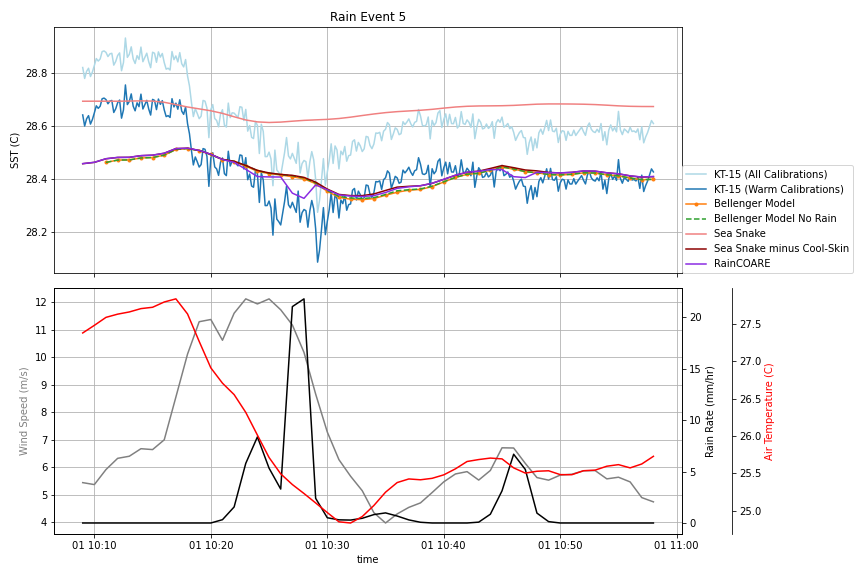 Rain Event 5
SST (C)
28.8
28.6
28.4
28.2
KT-15 (All Calibrations)
KT-15 (Warm Calibrations)
Bellenger Model
Bellenger Model No Rain
Sea Snake
Sea Snake minus Cool-Skin
RainCOARE
Wind Speed (m/s)
12
11
10
9
8
7
6
5
4
20
15
10
5
0
Rain Rate (mm/hr)
27.5
27.0
26.5
26.0
25.5
25.0
Air Temperature (C)
01 10:10
01 10:20
01 10:30
01 10:40
01 10:50
01 11:00
time